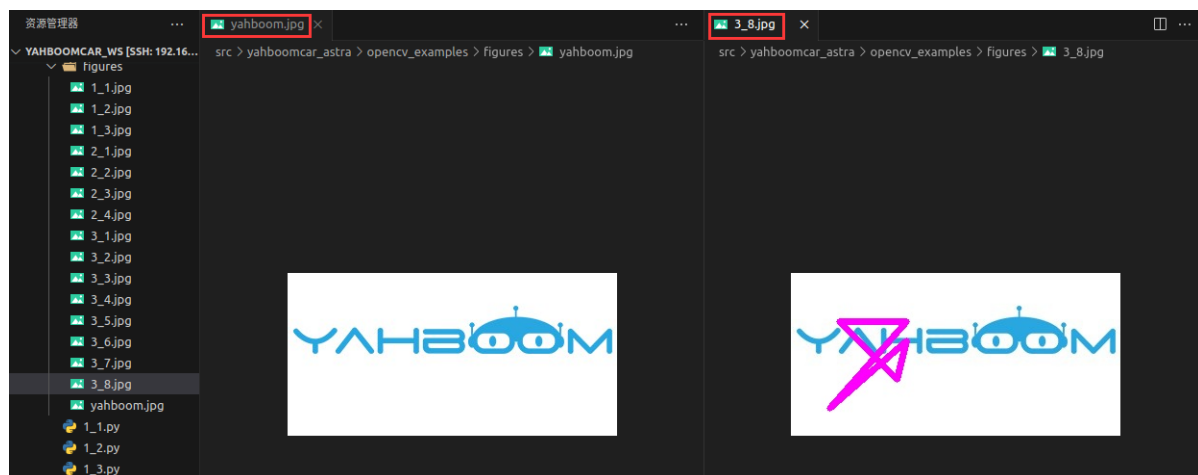 资源管理器
YAHBOOMCAR_WS [SSH: 192.16...
figures
1_1.jpg
1_2.jpg
1_3.jpg
2_1.jpg
2_2.jpg
2_3.jpg
2_4.jpg
3_1.jpg
3_2.jpg
3_3.jpg
3_4.jpg
3_5.jpg
3_6.jpg
3_7.jpg
3_8.jpg
yahboom.jpg
1_1.py
1_2.py
1_3.py
yahboom.jpg
src > yahboomcar_astra > opencv_examples > figures > yahboom.jpg
YAHBOOM
3_8.jpg
src > yahboomcar_astra > opencv_examples > figures > 3_8.jpg
YAHBOOM